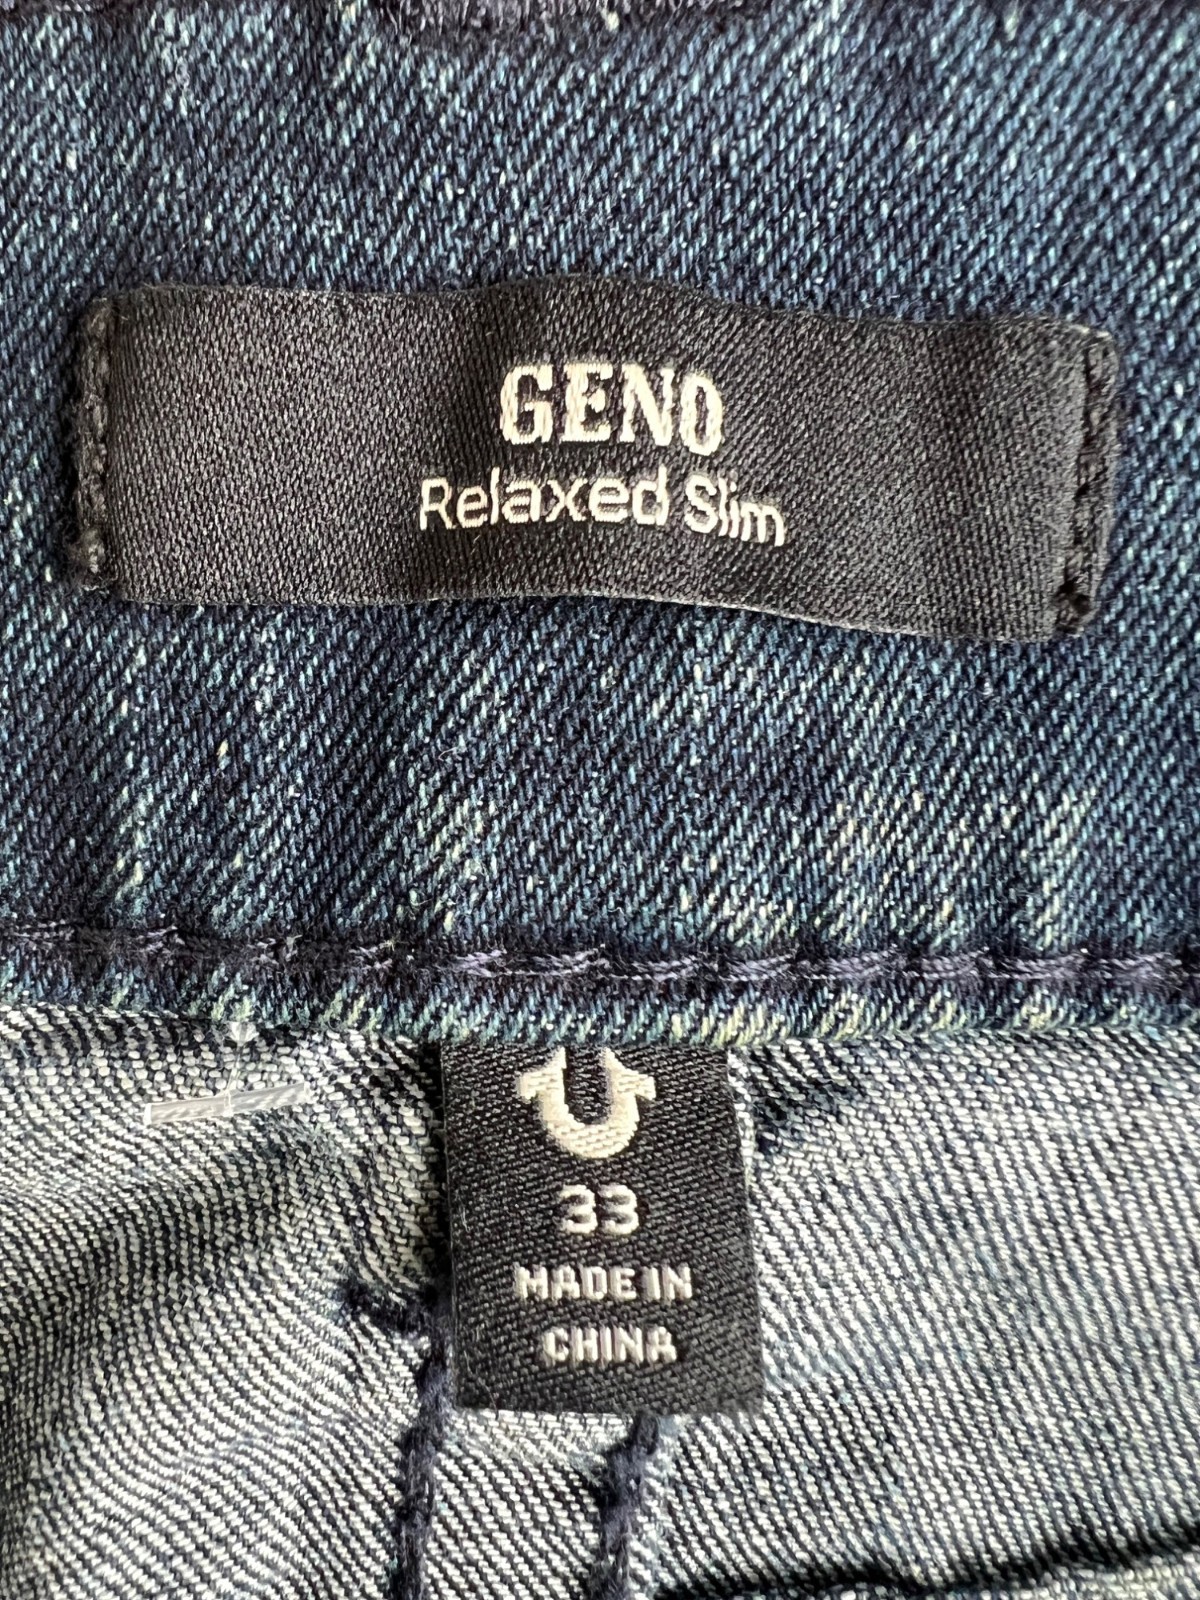 GENO
Relaxed Slim
33
MADE IN
CHINA